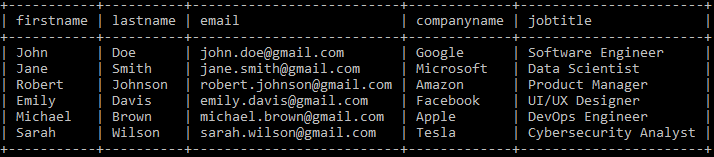 +-----------+----------+--------------------------+-------------+-----------------------+
| firstname | lastname | email                    | companyname | jobtitle              |
+-----------+----------+--------------------------+-------------+-----------------------+
| John      | Doe      | john.doe@gmail.com       | Google      | Software Engineer     |
| Jane      | Smith    | jane.smith@gmail.com     | Microsoft   | Data Scientist        |
| Robert    | Johnson  | robert.johnson@gmail.com | Amazon      | Product Manager       |
| Emily     | Davis    | emily.davis@gmail.com    | Facebook    | UI/UX Designer        |
| Michael   | Brown    | michael.brown@gmail.com  | Apple       | DevOps Engineer       |
| Sarah     | Wilson   | sarah.wilson@gmail.com   | Tesla       | Cybersecurity Analyst |
+-----------+----------+--------------------------+-------------+-----------------------+